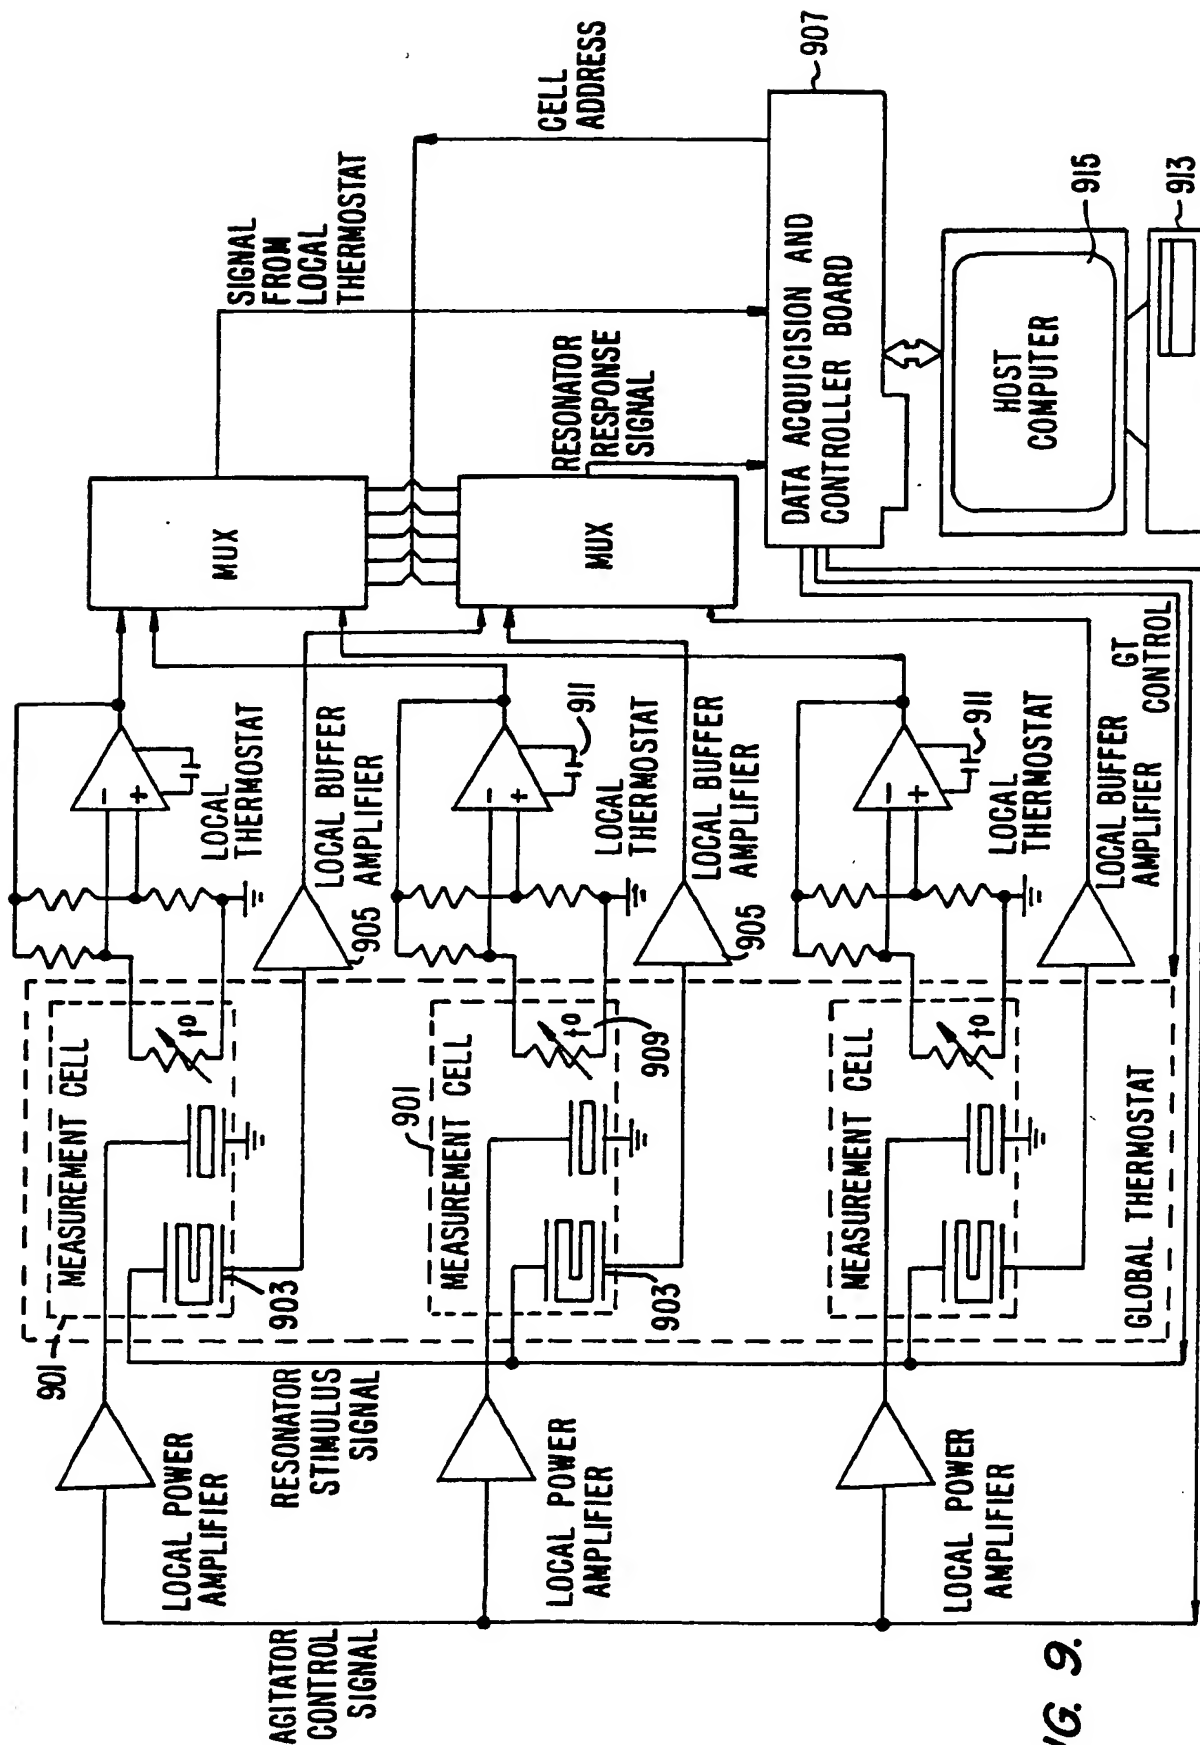 AGITATOR
CONTROL
SIGNAL
LOCAL POWER
AMPLIFIER
RESONATOR
STIMULUS
SIGNAL
901
MEASUREMENT CELL
903
t°
LOCAL
THERMOSTAT
LOCAL BUFFER
AMPLIFIER
905
-
+
LOCAL POWER
AMPLIFIER
901
MEASUREMENT CELL
903
t°
909
LOCAL
THERMOSTAT
911
LOCAL BUFFER
AMPLIFIER
905
-
+
LOCAL POWER
AMPLIFIER
MEASUREMENT CELL
t°
GLOBAL THERMOSTAT
LOCAL
THERMOSTAT
911
LOCAL BUFFER
AMPLIFIER
-
+
GT
CONTROL
MUX
MUX
SIGNAL
FROM
LOCAL
THERMOSTAT
RESONATOR
RESPONSE
SIGNAL
CELL
ADDRESS
907
DATA ACQUICISION AND
CONTROLLER BOARD
HOST
COMPUTER
915
913
IG. 9.